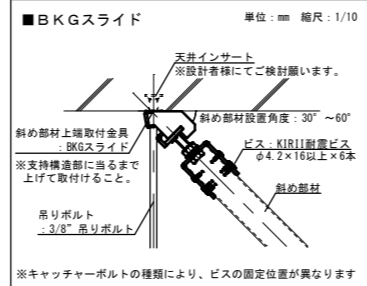 ■ＢＫＧスライド
単位：mm 縮尺：1/10
天井インサート
※設計者様にてご検討願います。
斜め部材設置角度：30°～60°
斜め部材上端取付金具
：BKGスライド
※支持構造部に当るまで
上げて取付けること。
ビス：KIRII耐震ビス
φ4.2×16以上×6本
斜め部材
吊りボルト
：3/8"吊りボルト
※キャッチャーボルトの種類により、ビスの固定位置が異なります